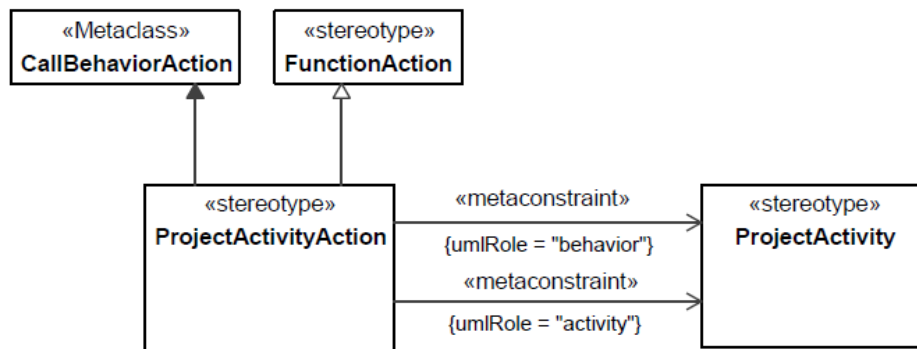 «Metaclass»
CallBehaviorAction
«stereotype»
FunctionAction
«stereotype»
ProjectActivityAction
«metaconstraint»
{umlRole = "behavior"}
«metaconstraint»
{umlRole = "activity"}
«stereotype»
ProjectActivity